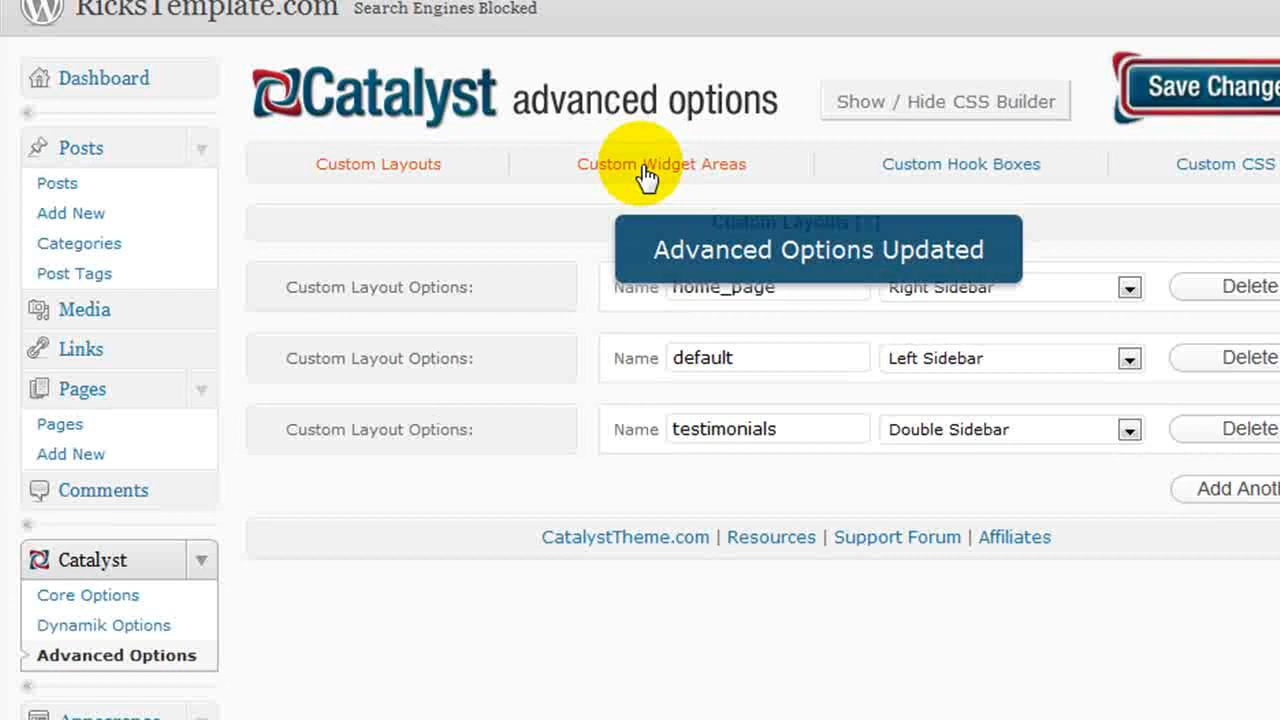 RicksTemplate.com Search Engines Blocked
Dashboard
Posts
Posts
Add New
Categories
Post Tags
Media
Links
Pages
Pages
Add New
Comments
Catalyst
Core Options
Dynamik Options
Advanced Options
Appearance
Catalyst advanced options
Show / Hide CSS Builder
Save Change
Custom Layouts
Custom Widget Areas
Custom Hook Boxes
Custom CSS
Custom Layouts
Advanced Options Updated
Custom Layout Options: Name home_page Right Sidebar Delete
Custom Layout Options: Name default Left Sidebar Delete
Custom Layout Options: Name testimonials Double Sidebar Delete
Add Anot
CatalystTheme.com | Resources | Support Forum | Affiliates